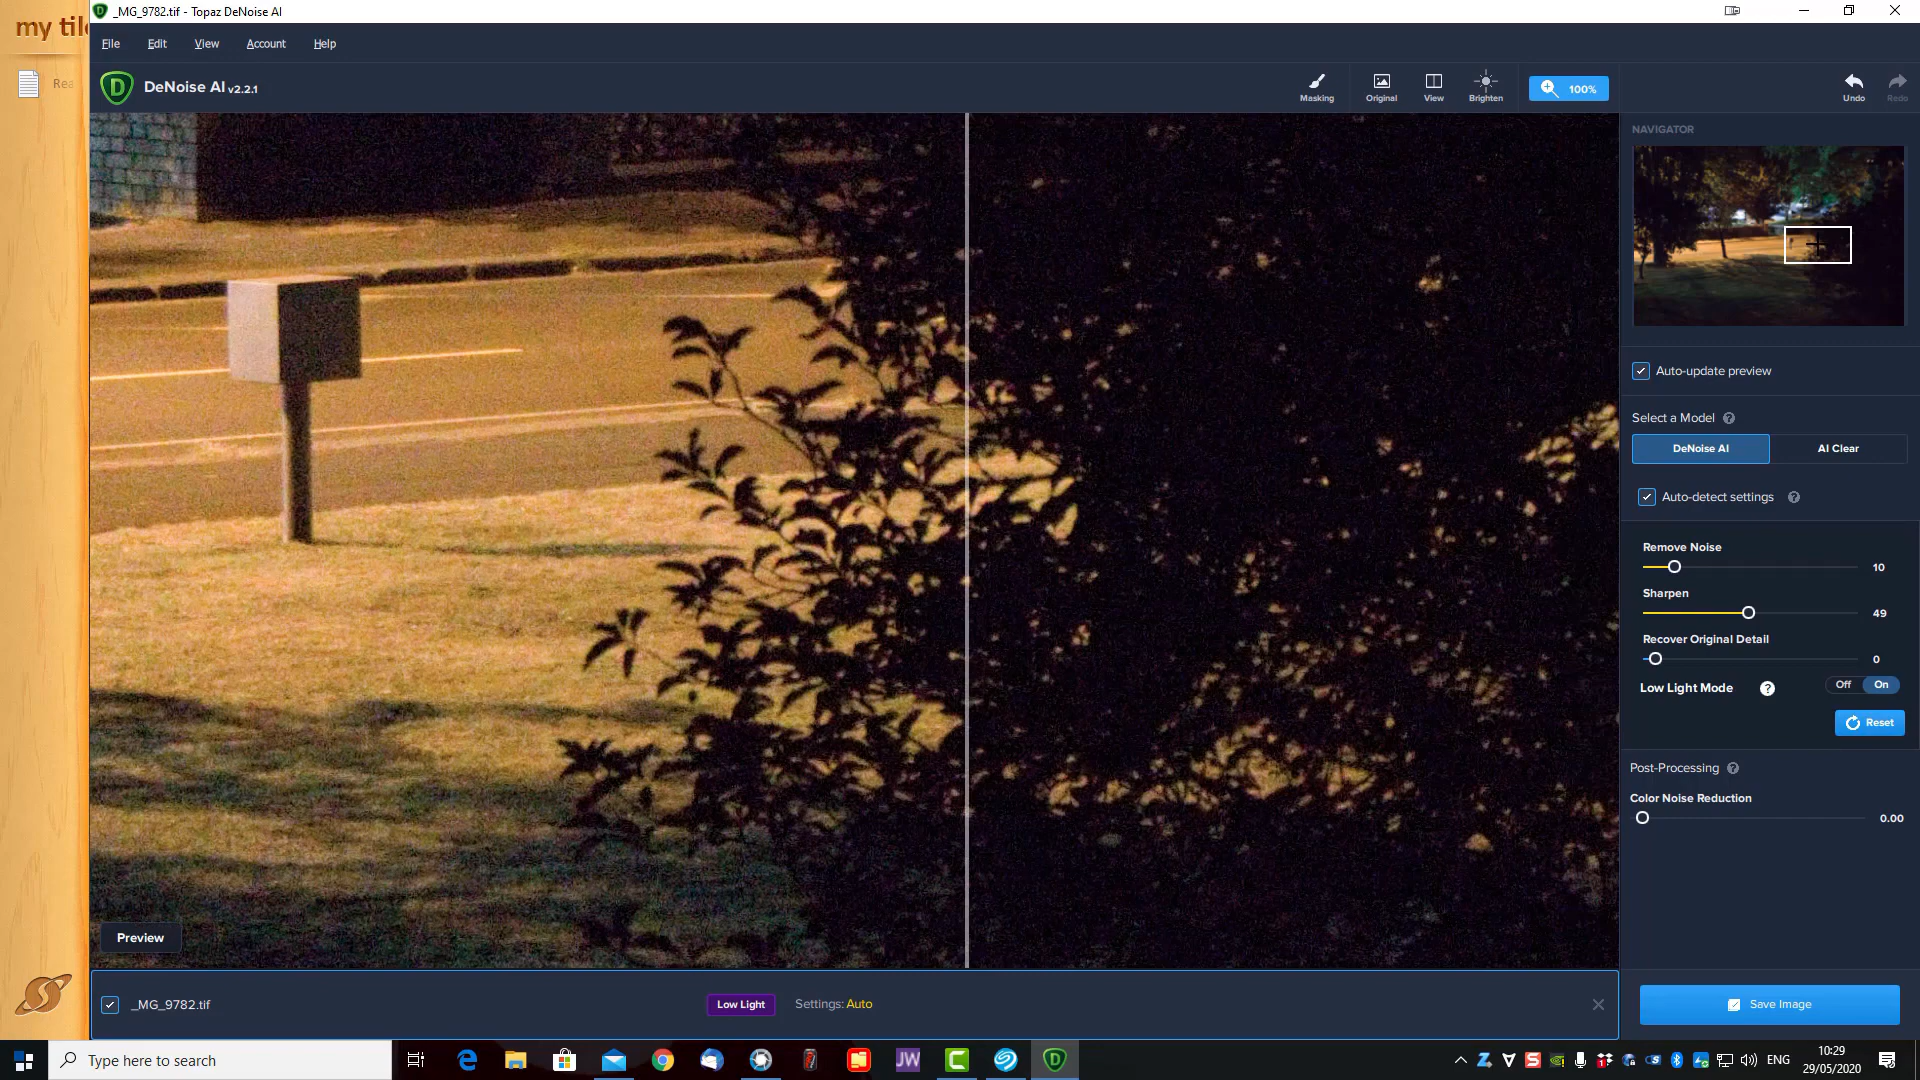 my til
_MG_9782.tif - Topaz DeNoise AI
Rea
File Edit View Account Help
DeNoise AI v2.2.1
Masking Original View Brighten 100% Undo Redo
NAVIGATOR
Auto-update preview
Select a Model ?
DeNoise AI AI Clear
Auto-detect settings ?
Remove Noise
10
Sharpen
49
Recover Original Detail
0
Low Light Mode ? Off On
Reset
Post-Processing ?
Color Noise Reduction
0.00
Preview
_MG_9782.tif Low Light Settings: Auto
Save Image
Type here to search
JW
ENG
10:29
29/05/2020